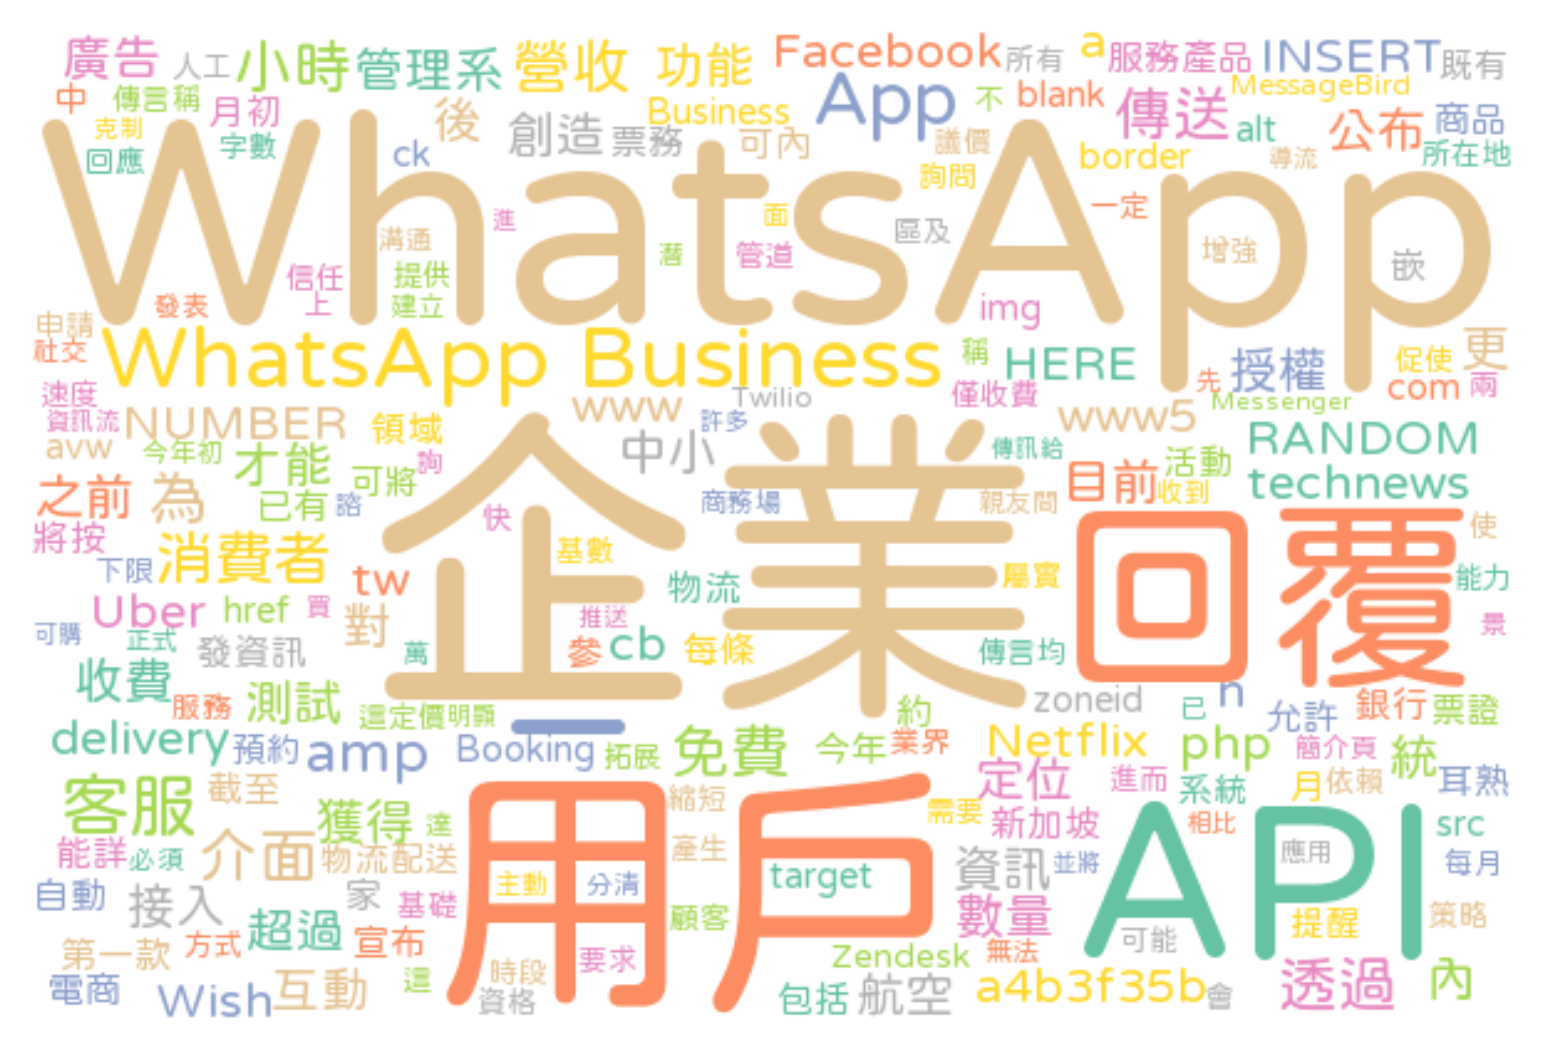 廣告 人工 小時 管理系 營收 功能 Facebook 所有 a 服務產品 INSERT 既有
中 傳言稱 月初 後 創造 票務 Business 可內 App 不 blank 傳送 MessageBird alt 公布 商品
克制 回應 字數 ck 議價 詢問 border 導流 所在地
WhatsApp
進 溝通 面 潛 管道 區及 一定 增強 嵌
信任 上 提供 建立 發表 img
申請 社交 WhatsApp Business 稱 HERE 先 授權 促使 更
速度 資訊流 NUMBER 領域 www Twilio 許多 僅收費 www5 Messenger com 兩
avw 今年初 才能 詢 中小 傳訊給 目前 活動 RANDOM
之前 為 已有 諮 可將 快 商務場 親友問 收到 technews
企業 回覆
將按 下限 消費者 tw 基數 物流 屬實 使 能力
Uber href 買 對 推送 景
可購 正式 發資訊 萬 參 cb 每條 傳言均
收費 服務 測試 這定價明顯 約 zoneid 已 n 允許 銀行 票證
delivery 預約 amp Booking 拓展 免費 今年 業界 Netflix php 簡介頁 統
客服 截至 獲得 達 縮短 需要 定位 進而 系統 月 依賴 耳熟
用戶 API
能詳 必須 介面 物流配送 產生 新加坡 相比 src
自動 接入 家 基礎 主動 分清 target 資訊 並將 應用 每月
第一款 方式 超過 宣布 要求 顧客 數量 無法 可能 提醒 策略
電商 Wish 互動 這 時段 資格 Zendesk 包括 航空 a4b3f35b 會 透過 內